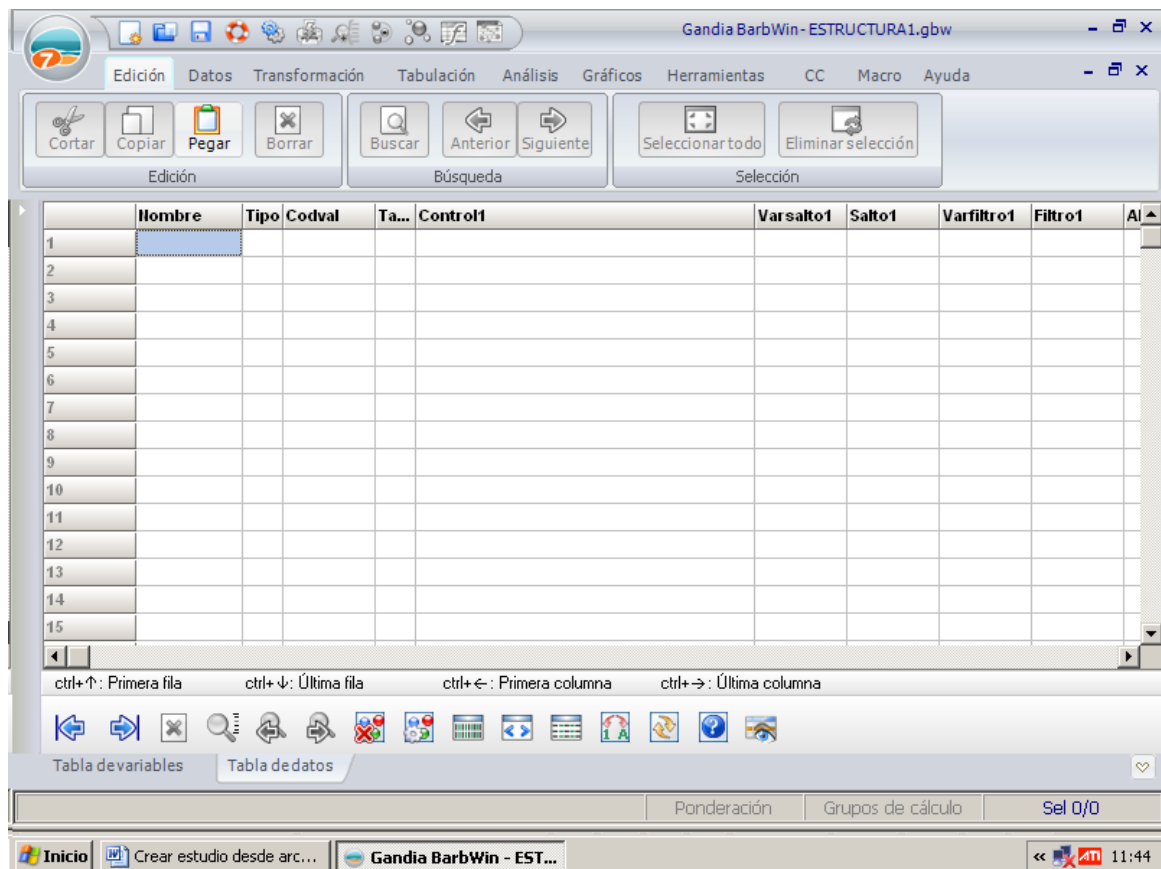 Gandia BarbWin - ESTRUCTURA1.gbw
7
Edición Datos Transformación Tabulación Análisis Gráficos Herramientas CC Macro Ayuda
Cortar Copiar Pegar Borrar Buscar Anterior Siguiente Seleccionar todo Eliminar selección
Edición Búsqueda Selección
Nombre Tipo Codval Ta... Control1 Varsalto1 Salto1 Varfiltro1 Filtro1 Al
1
2
3
4
5
6
7
8
9
10
11
12
13
14
15
ctrl+↑: Primera fila ctrl+↓: Última fila ctrl+←: Primera columna ctrl+→: Última columna
Tabla de variables Tabla de datos
Ponderación Grupos de cálculo Sel 0/0
Inicio Crear estudio desde arc... Gandia BarbWin - EST... « ATI 11:44